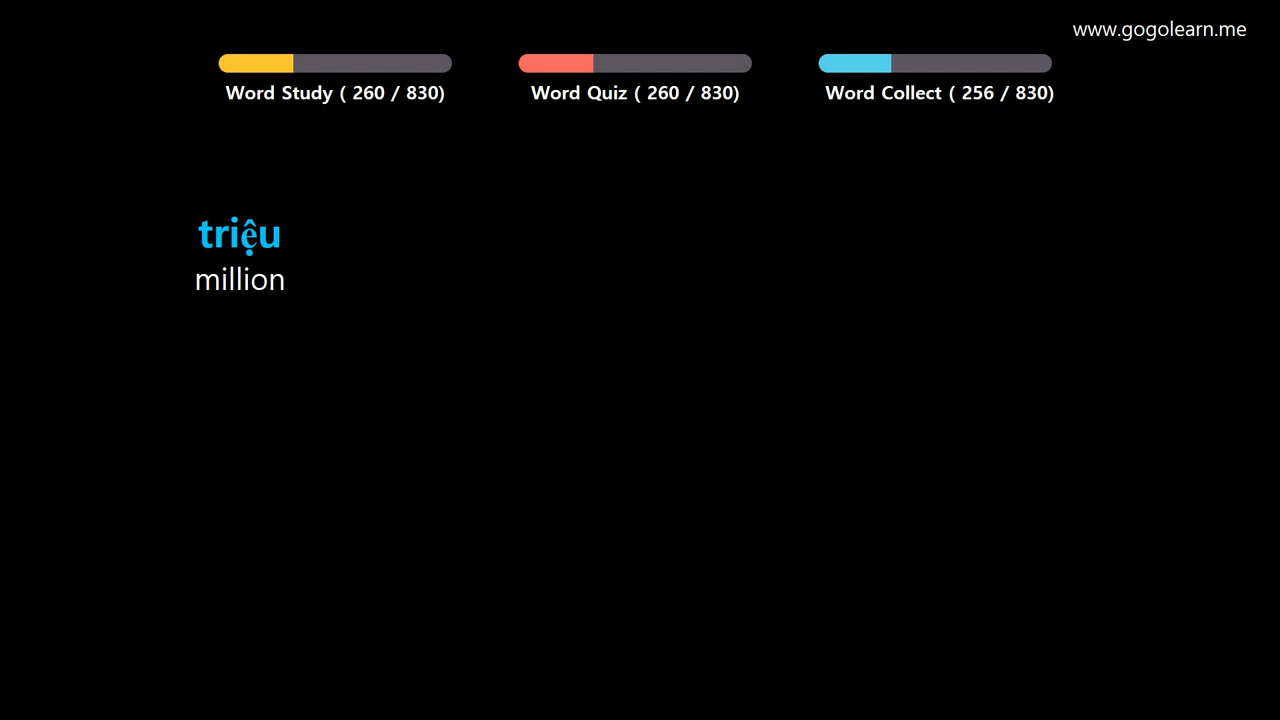 www.gogolearn.me
Word Study ( 260 / 830)
Word Quiz ( 260 / 830)
Word Collect ( 256 / 830)
triệu
million